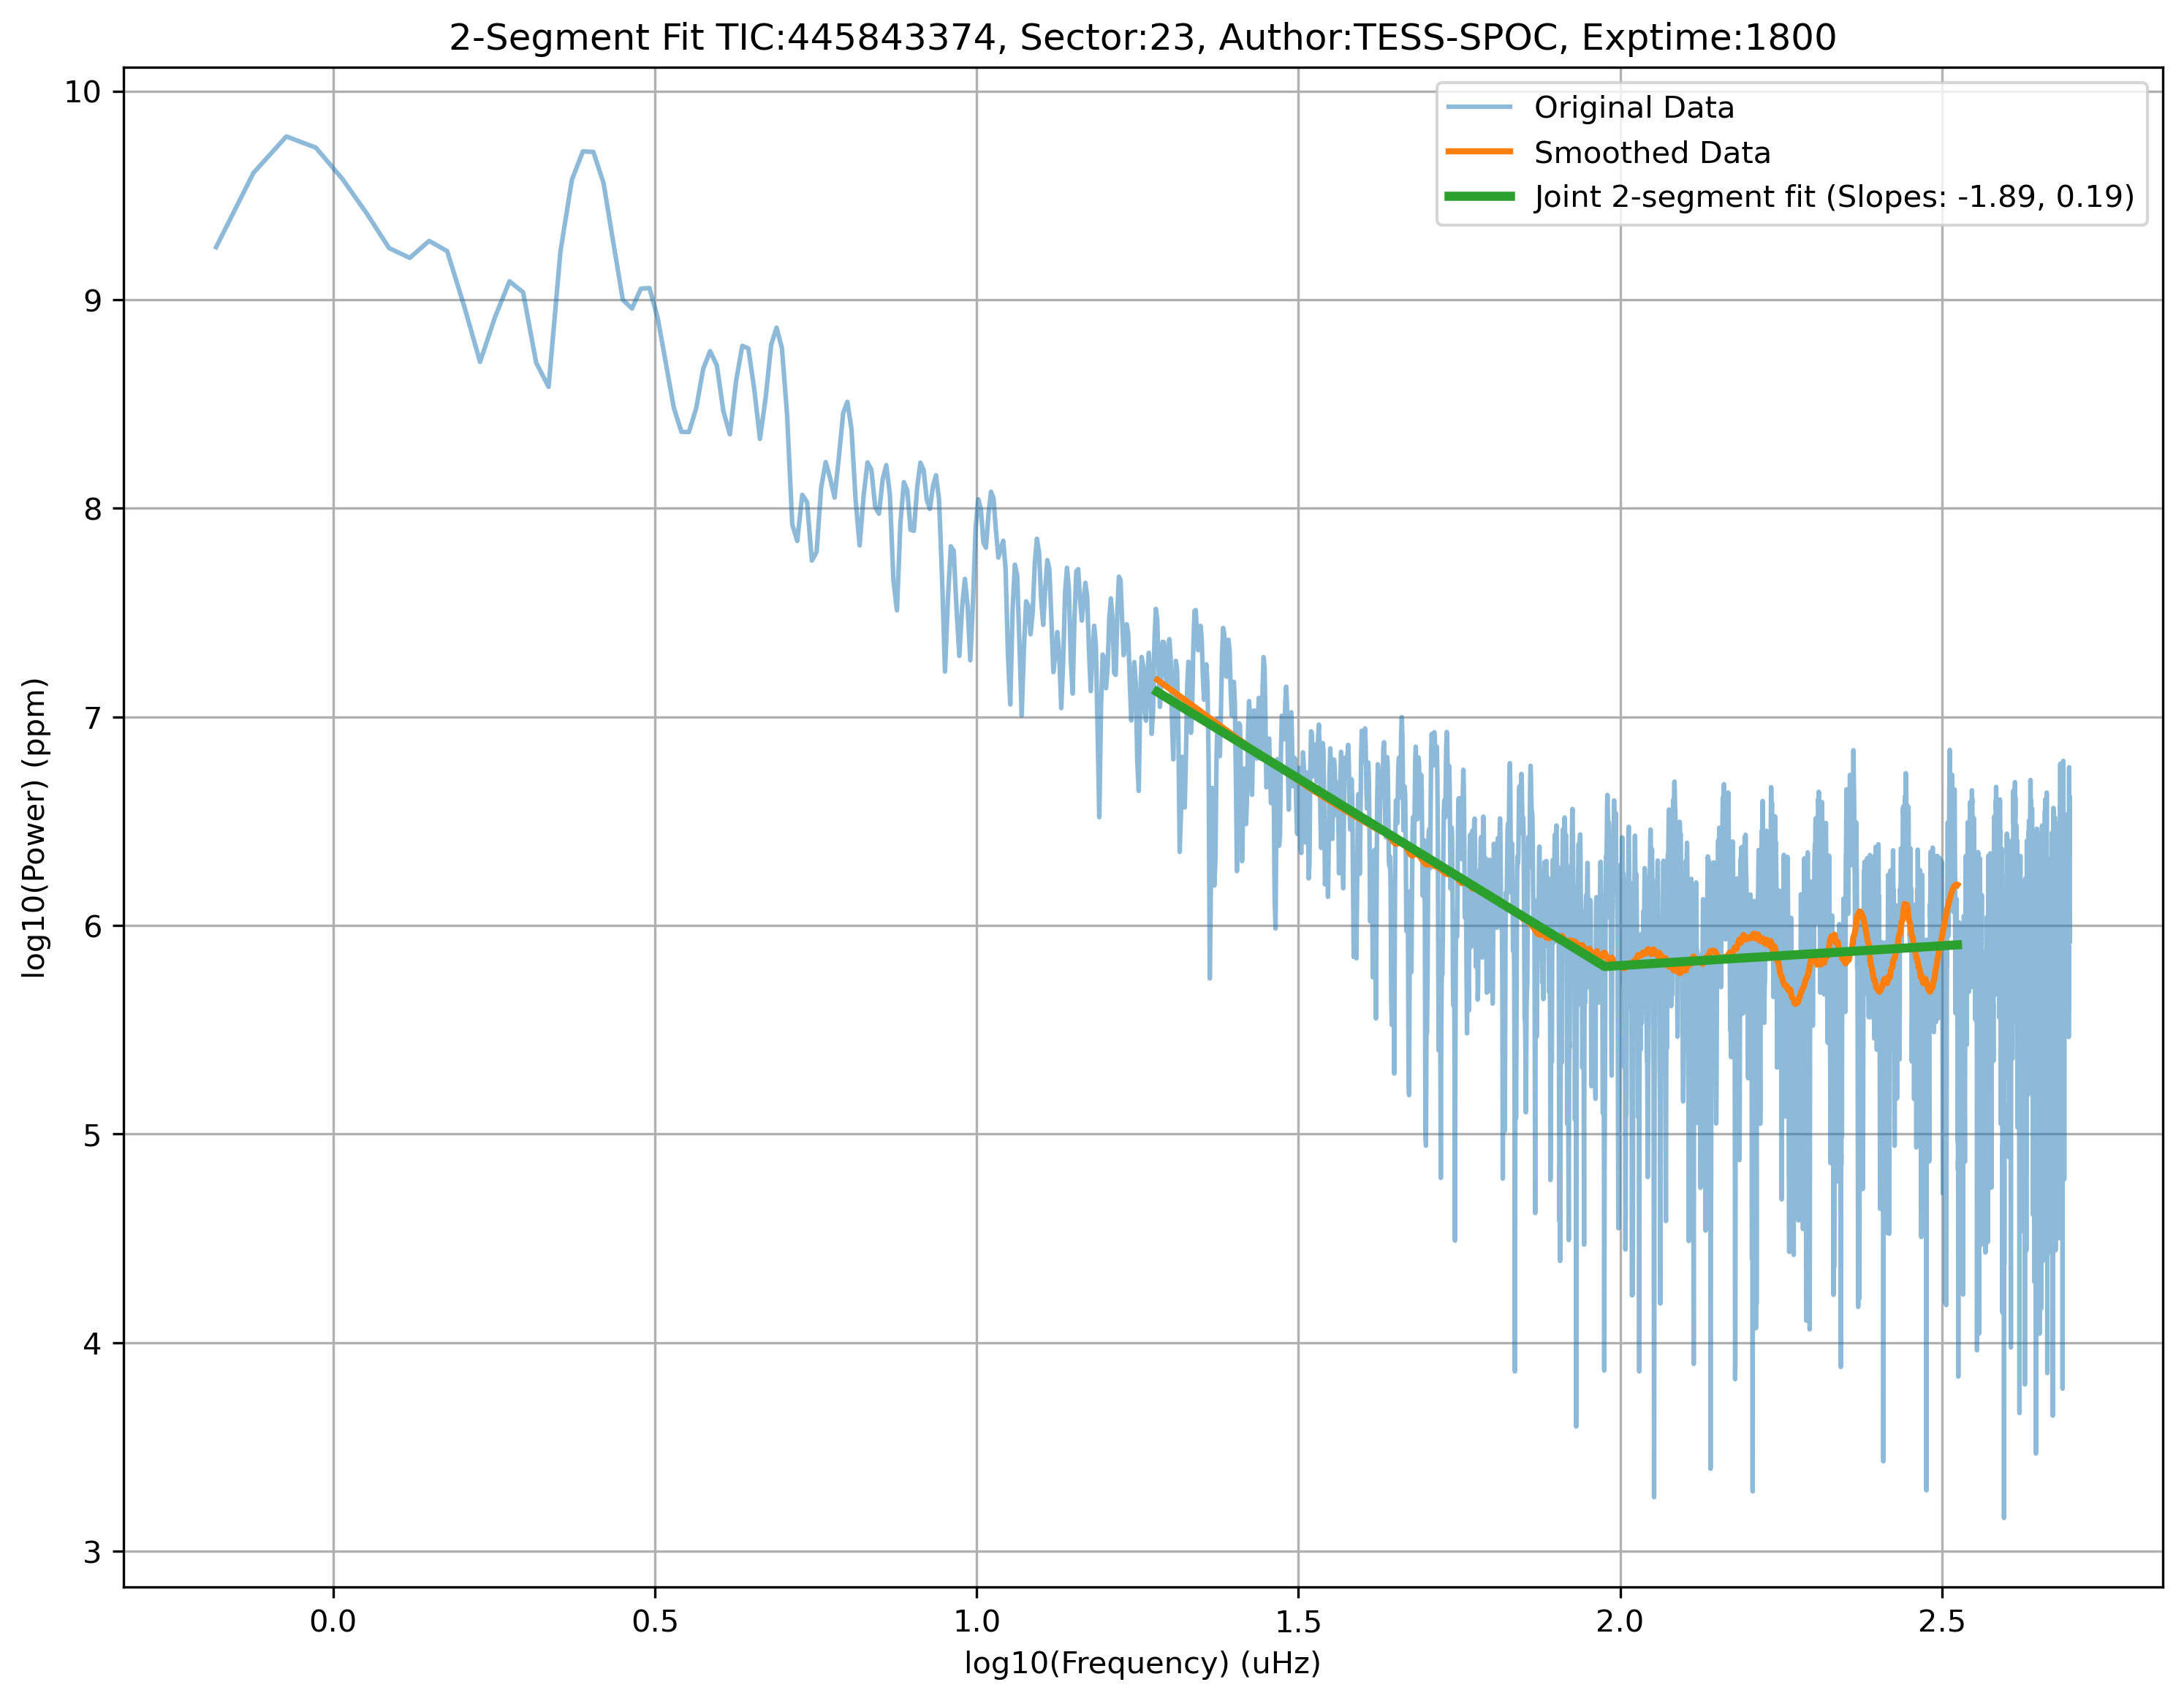 2-Segment Fit TIC:445843374, Sector:23, Author:TESS-SPOC, Exptime:1800
Original Data
Smoothed Data
Joint 2-segment fit (Slopes: -1.89, 0.19)
log10(Power) (ppm)
10
9
8
7
6
5
4
3
0.0
0.5
1.0
1.5
2.0
2.5
log10(Frequency) (uHz)